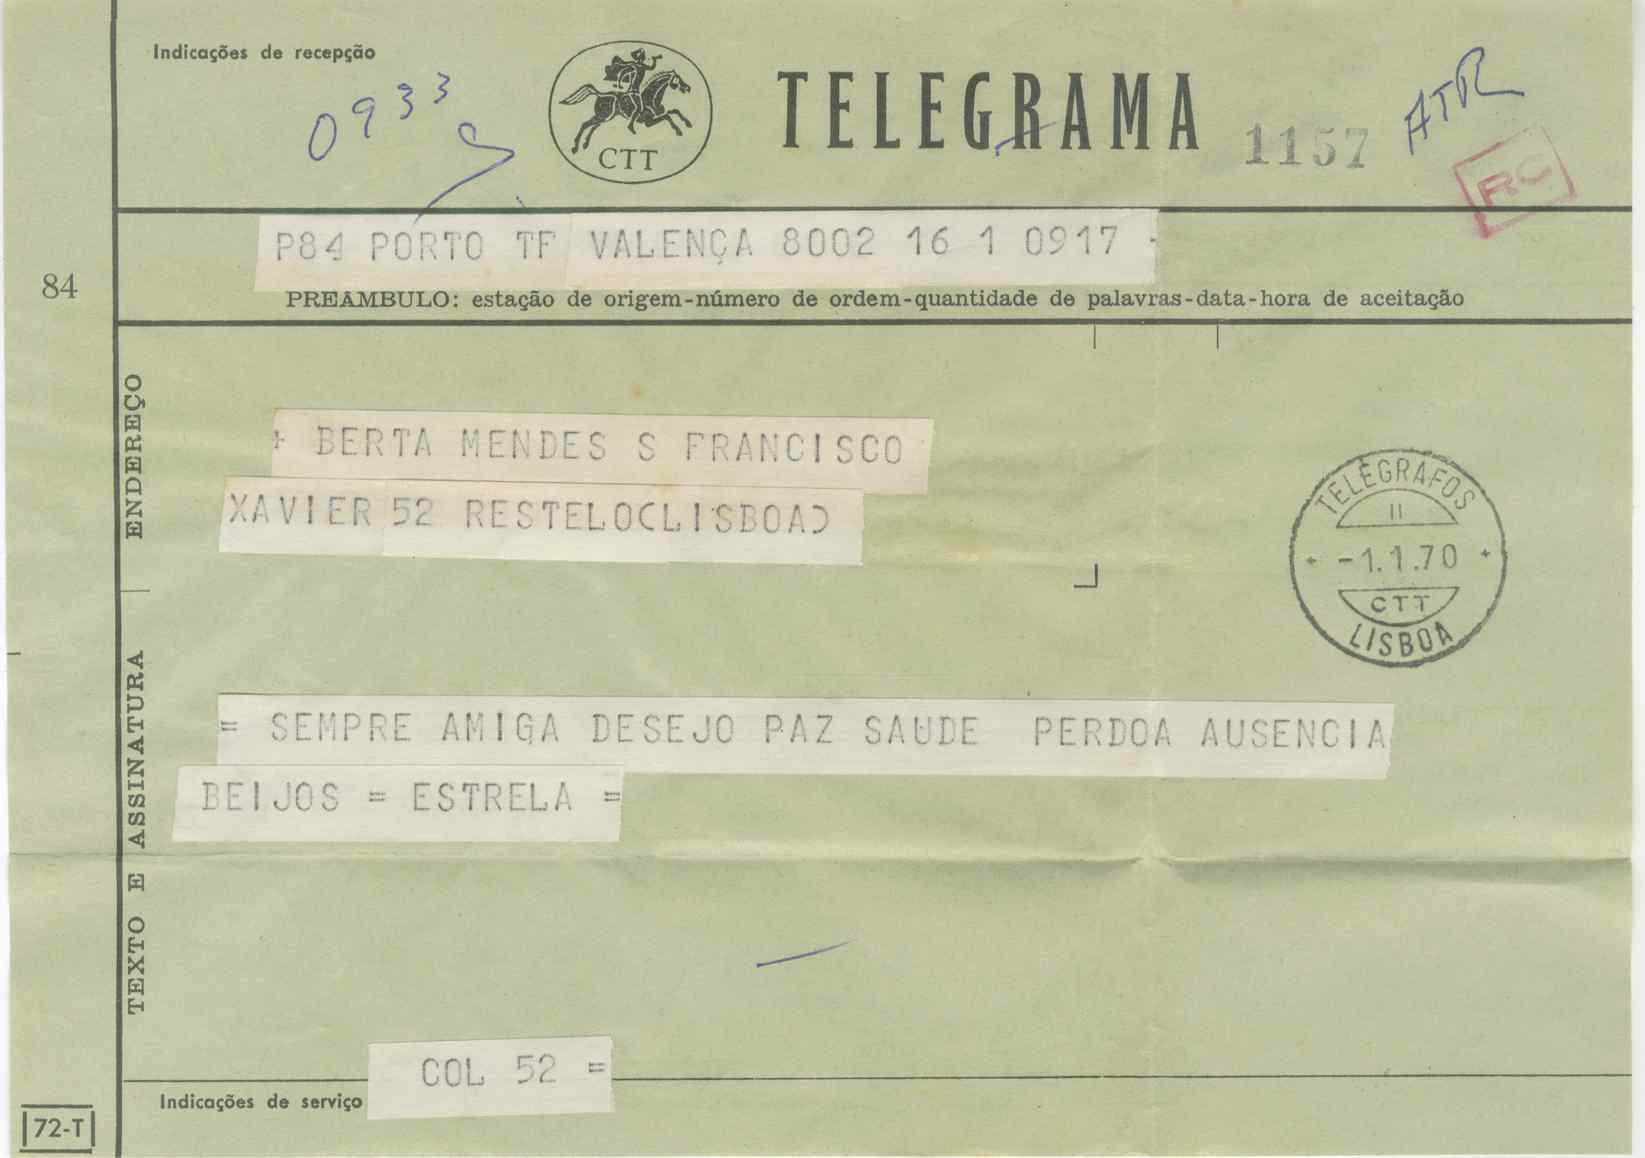 Indicações de recepção
0933
CTT
TELEGRAMA
1157
ATR
RC
P84 PORTO TF VALENÇA 8002 16 1 0917
84
PREÂMBULO: estação de origem-número de ordem-quantidade de palavras-data-hora de aceitação
ENDEREÇO
+ BERTA MENDES S FRANCISCO
XAVIER 52 RESTELO(LISBOA)
TELÉGRAFOS
II
-1.1.70
CTT
LISBOA
TEXTO E ASSINATURA
= SEMPRE AMIGA DESEJO PAZ SAUDE PERDOA AUSENCIA
BEIJOS = ESTRELA =
COL 52 =
Indicações de serviço
72-T